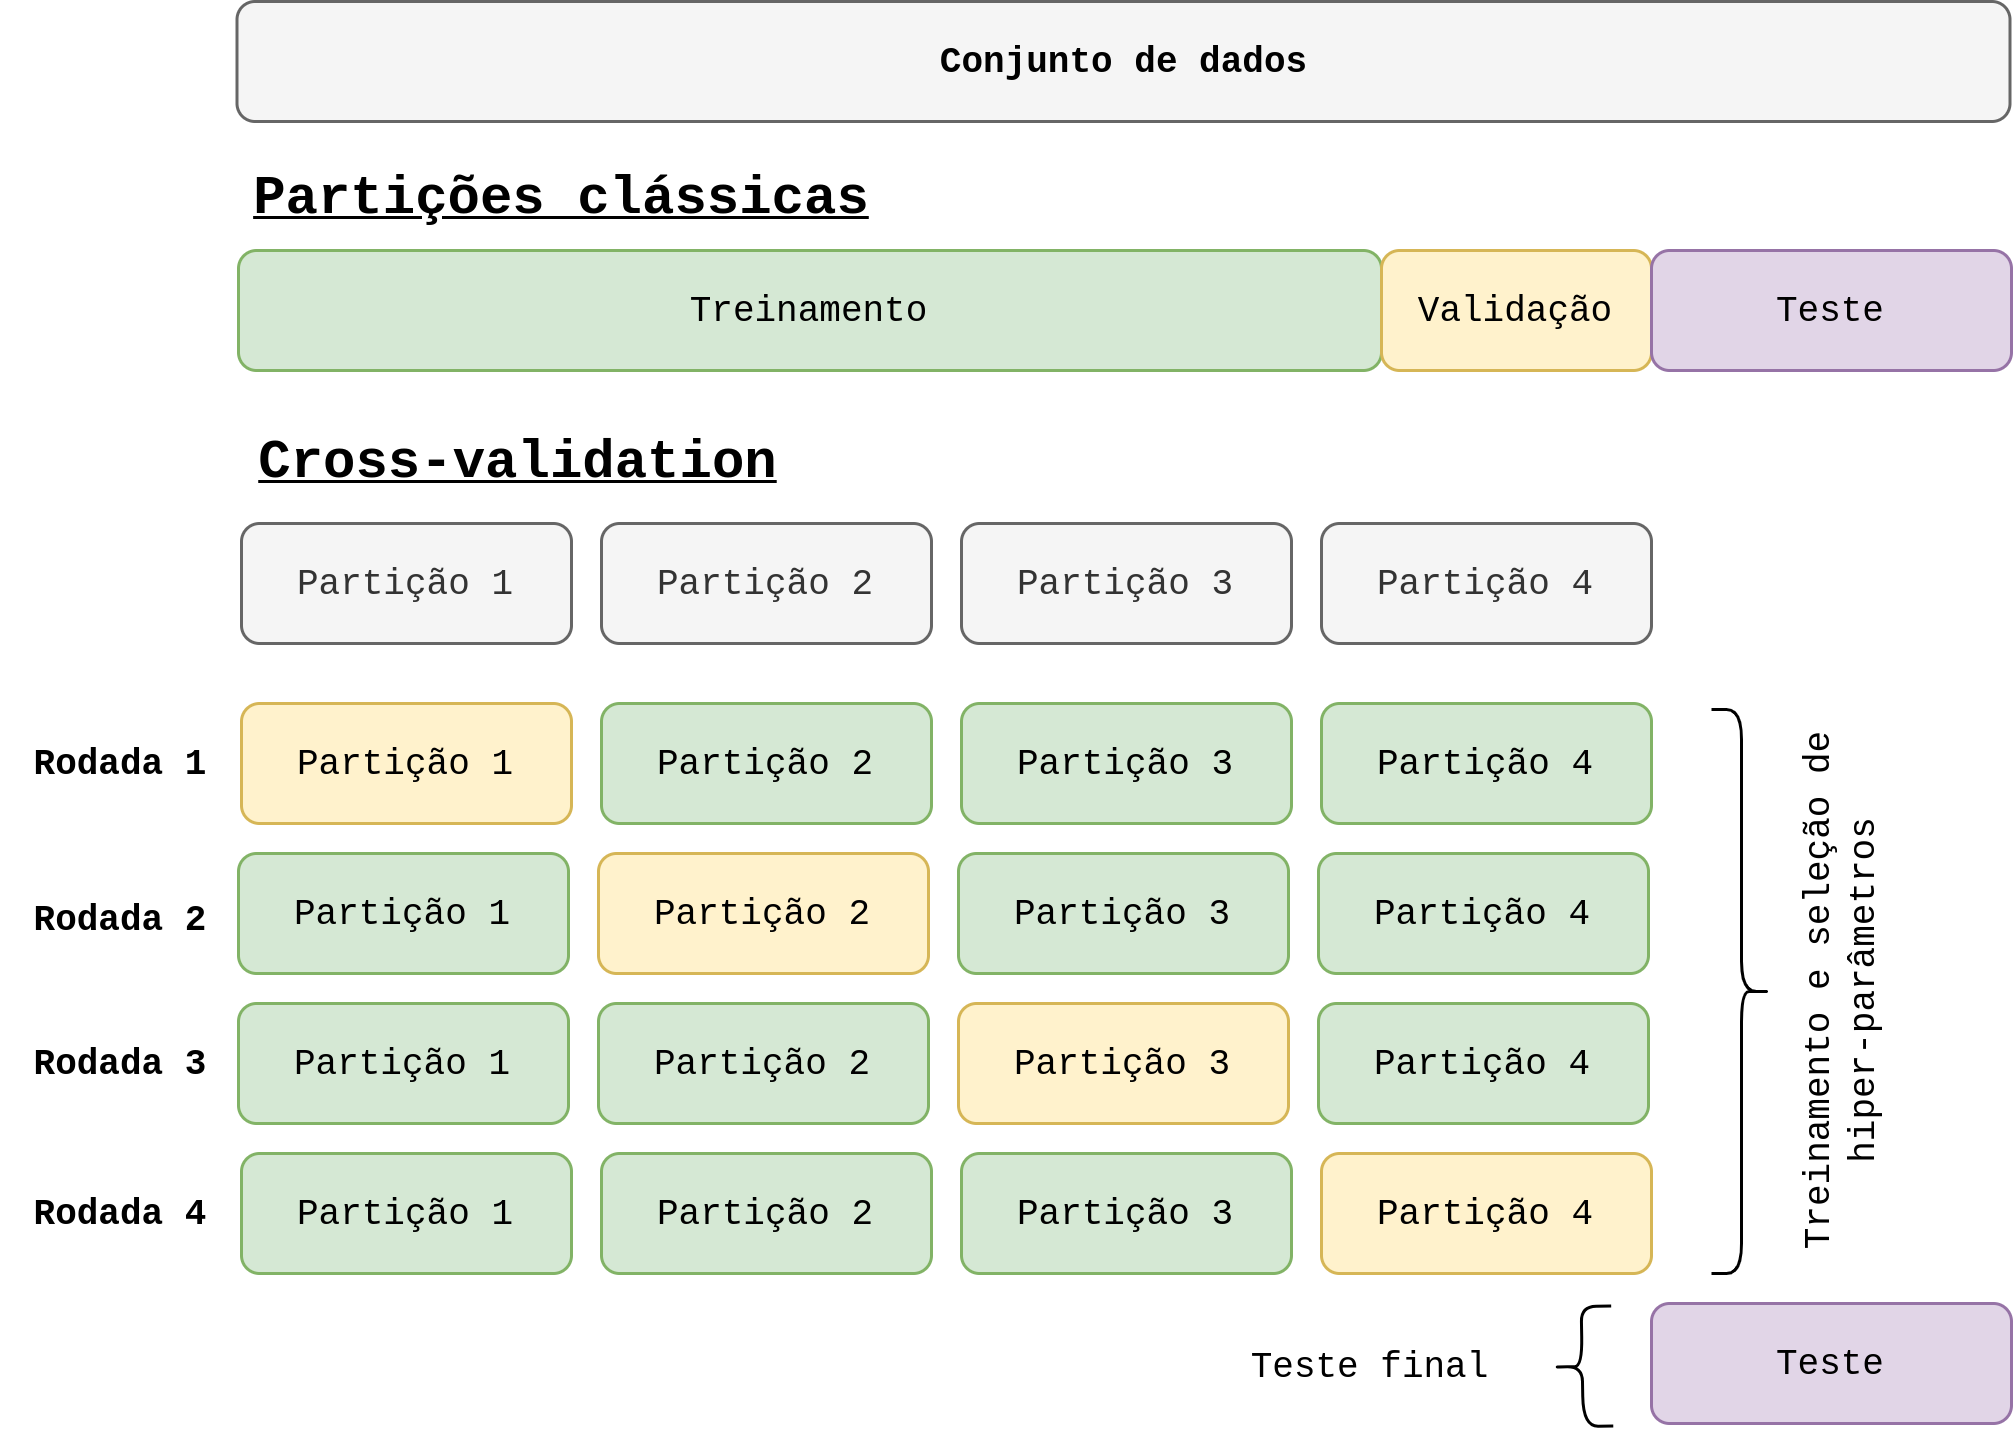 Conjunto de dados
Partições clássicas
Treinamento
Validação
Teste
Cross-validation
Partição 1
Partição 2
Partição 3
Partição 4
Rodada 1
Partição 1
Partição 2
Partição 3
Partição 4
Rodada 2
Partição 1
Partição 2
Partição 3
Partição 4
Rodada 3
Partição 1
Partição 2
Partição 3
Partição 4
Rodada 4
Partição 1
Partição 2
Partição 3
Partição 4
Treinamento e seleção de
hiper-parâmetros
Teste final
Teste